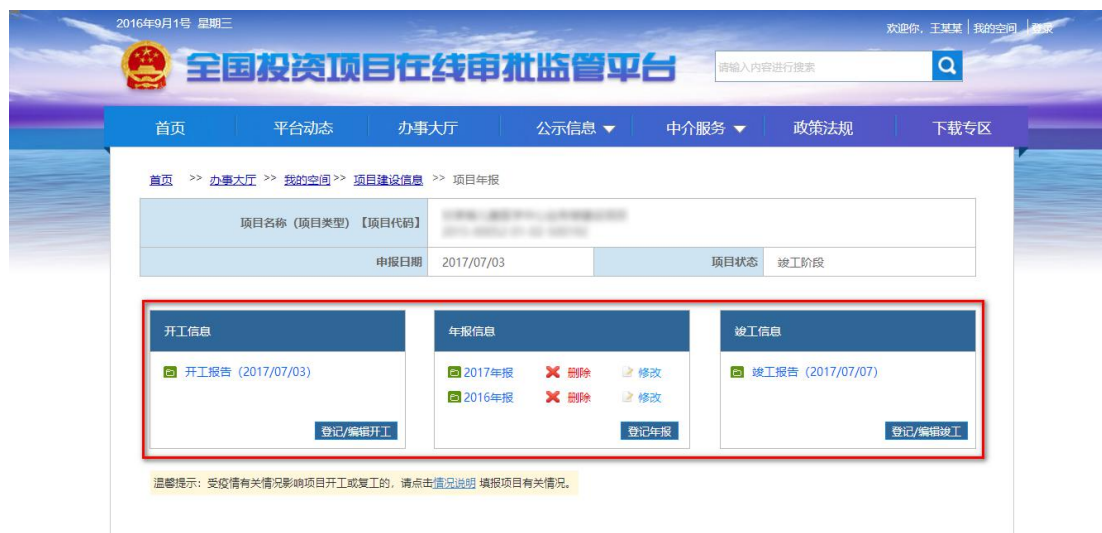 2016年9月1号 星期三
欢迎你，王某某 | 我的空间 | 登录
全国投资项目在线审批监管平台
请输入内容进行搜索
首页 平台动态 办事大厅 公示信息 中介服务 政策法规 下载专区
首页 >> 办事大厅 >> 我的空间 >> 项目建设信息 >> 项目年报
项目名称（项目类型）【项目代码】
申报日期 2017/07/03 项目状态 竣工阶段
开工信息 年报信息 竣工信息
开工报告（2017/07/03） 2017年报 删除 修改 竣工报告（2017/07/07）
2016年报 删除 修改
登记/编辑开工 登记年报 登记/编辑竣工
温馨提示：受疫情有关情况影响项目开工或复工的，请点击情况说明 填报项目有关情况。